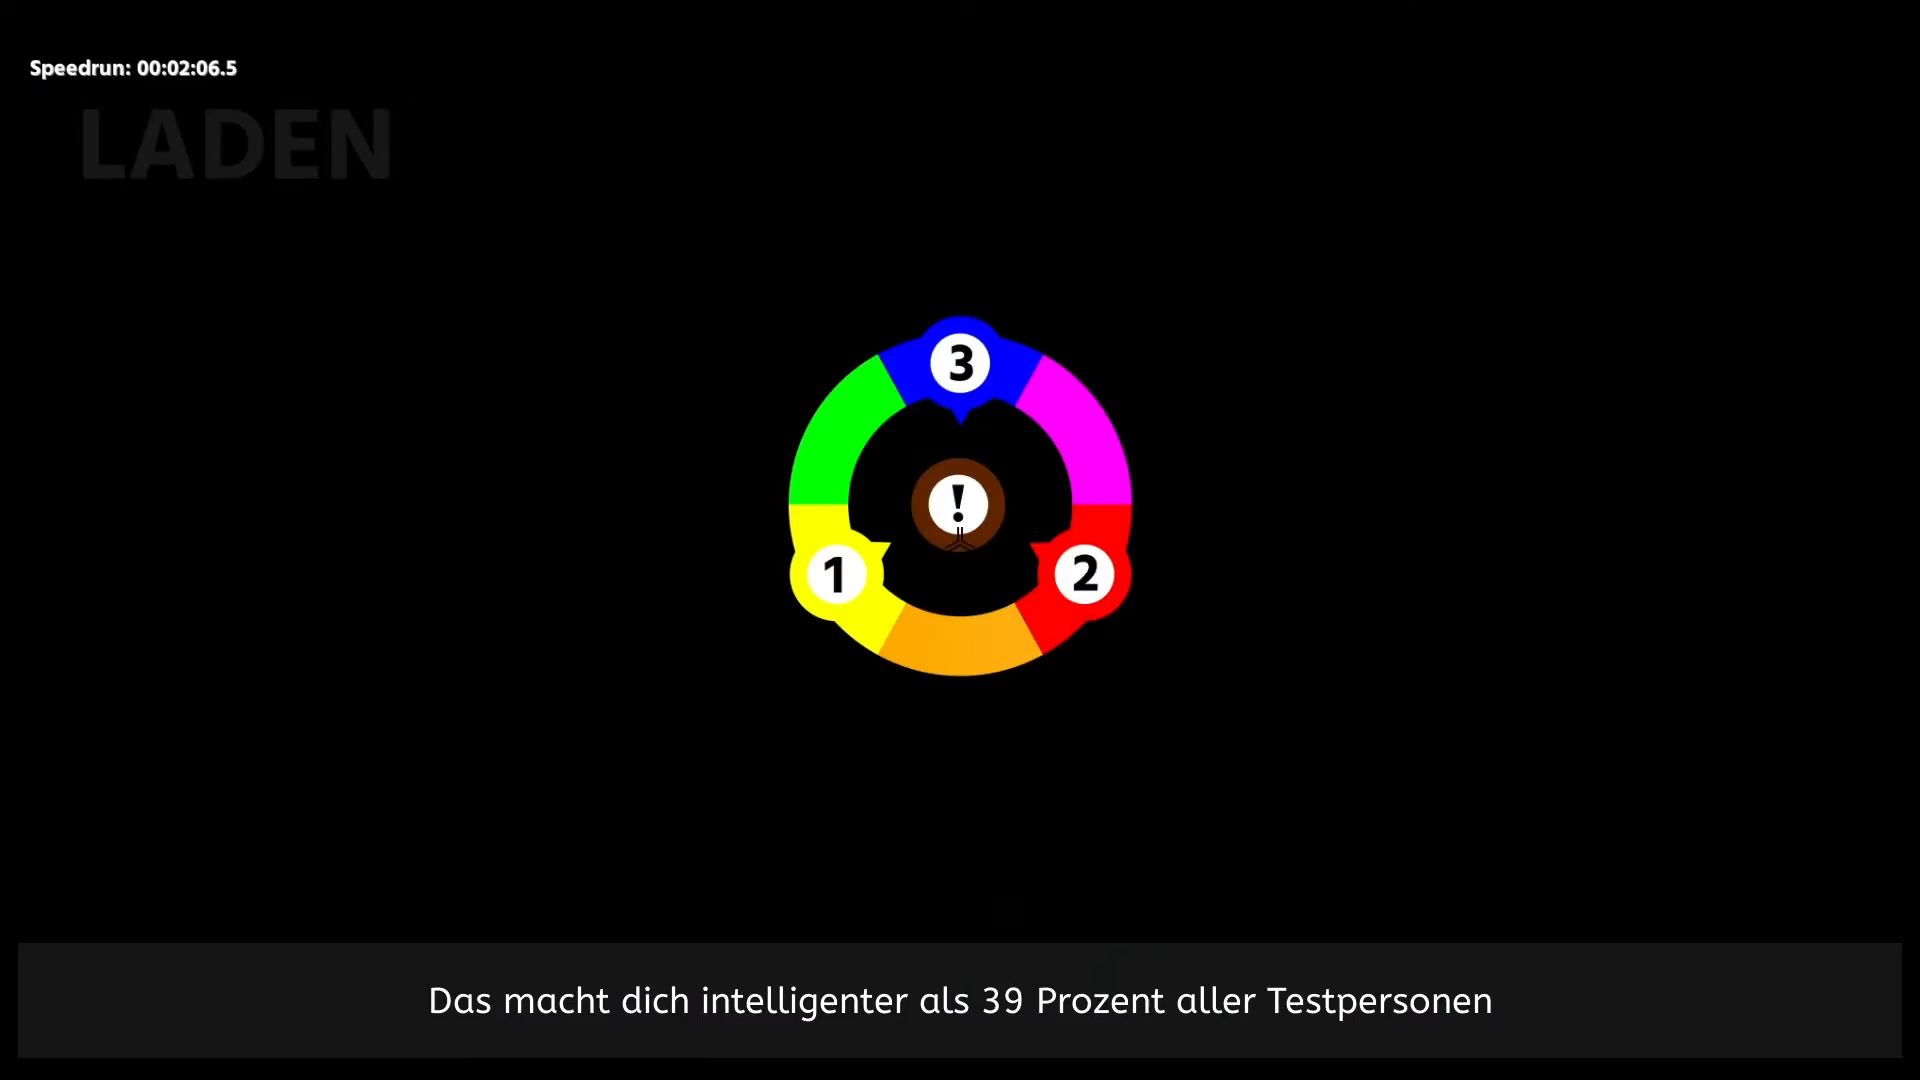 Speedrun: 00:02:06.5
LADEN
3
!
1
2
Das macht dich intelligenter als 39 Prozent aller Testpersonen